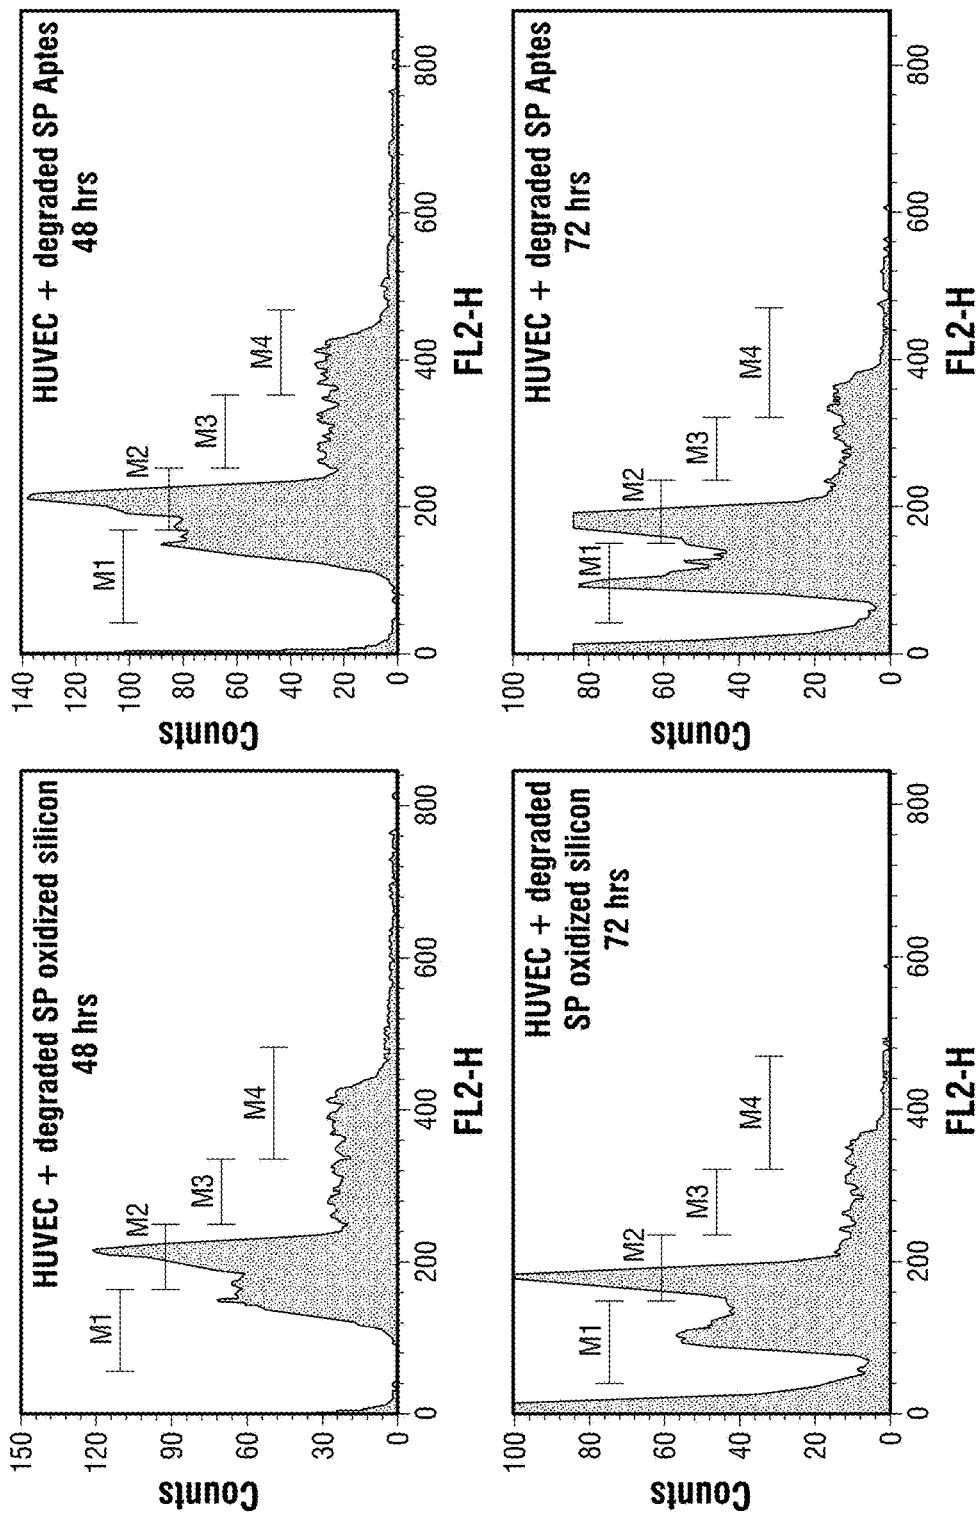 HUVEC + degraded SP oxidized silicon
48 hrs
Counts
150
120
90
60
30
0
M1
M2
M3
M4
0 200 400 600 800
FL2-H
HUVEC + degraded SP Aptes
48 hrs
Counts
140
120
100
80
60
40
20
0
M1
M2
M3
M4
0 200 400 600 800
FL2-H
HUVEC + degraded
SP oxidized silicon
72 hrs
Counts
100
80
60
40
20
0
M1
M2
M3
M4
0 200 400 600 800
FL2-H
HUVEC + degraded SP Aptes
72 hrs
Counts
100
80
60
40
20
0
M1
M2
M3
M4
0 200 400 600 800
FL2-H